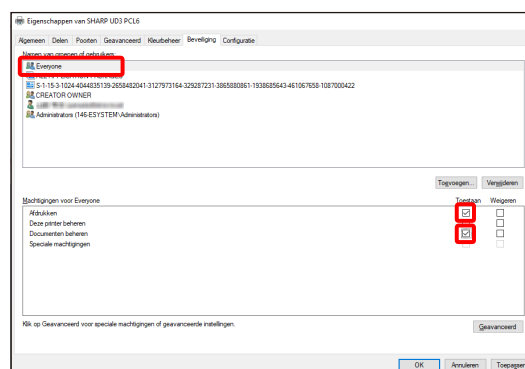 Eigenschappen van SHARP UD3 PCL6
Algemeen Delen Poorten Geavanceerd Kleurbeheer Beveiliging Configuratie
Namen van groepen of gebruikers:
Everyone
S-1-15-3-1024-4044835139-2658482041-3127973164-329287231-3865880861-1938685643-461067658-1087000422
CREATOR OWNER
Administrators (146-ESYSTEM\Administrators)
Toevoegen... Verwijderen
Machtigingen voor Everyone Toestaan Weigeren
Afdrukken
Deze printer beheren
Documenten beheren
Speciale machtigingen
Klik op Geavanceerd voor speciale machtigingen of geavanceerde instellingen.
Geavanceerd
OK Annuleren Toepassen